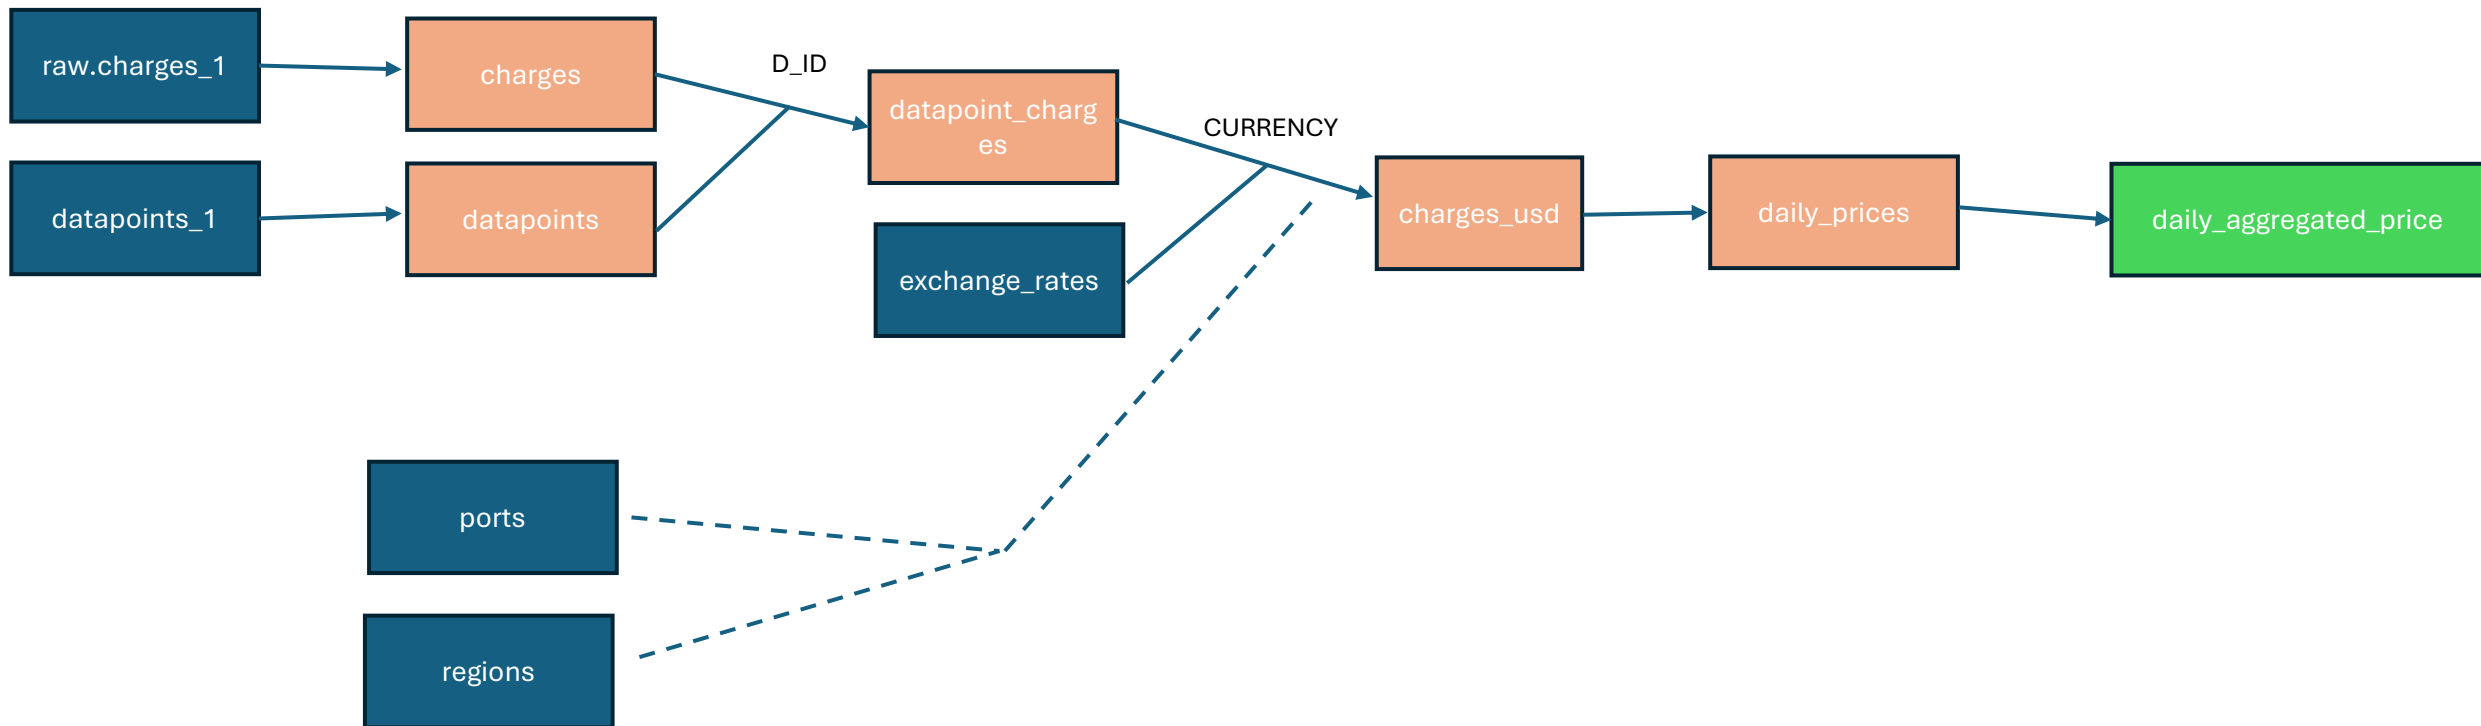 raw.charges_1
charges
D_ID
datapoint_charg
es
CURRENCY
datapoints_1
datapoints
exchange_rates
charges_usd
daily_prices
daily_aggregated_price
ports
regions